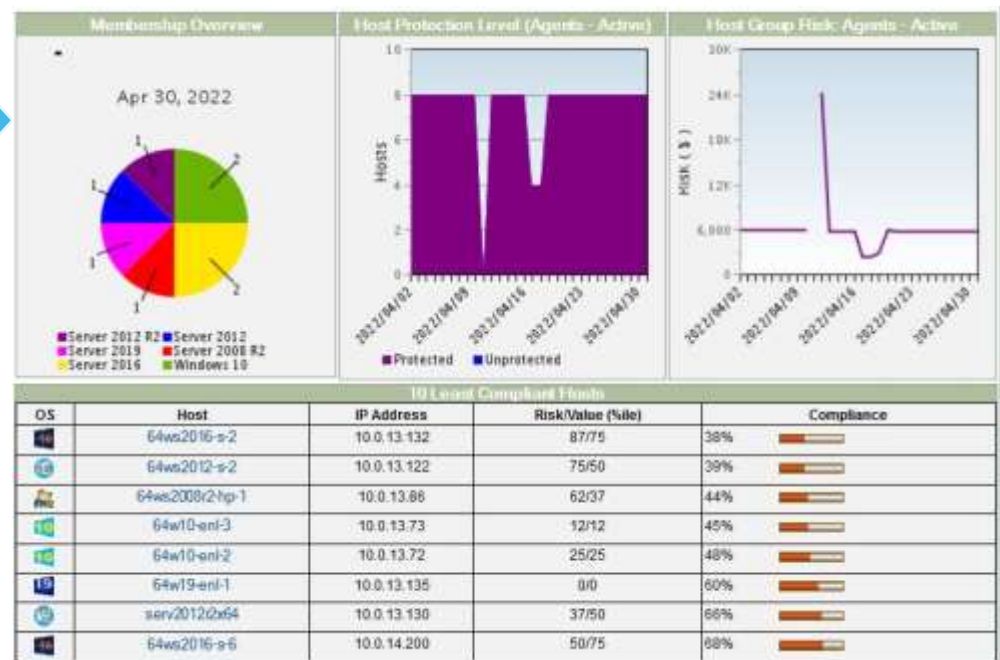 Membership Overview
Host Protection Level (Agents - Active)
Host Group Risk: Agents - Active
-
Apr 30, 2022
1
2
1
1
1
2
Server 2012 R2 Server 2012
Server 2019 Server 2008 R2
Server 2016 Windows 10
Hosts
10
8
6
4
2
0
2022/04/02 2022/04/09 2022/04/16 2022/04/23 2022/04/30
Protected Unprotected
Risk ( $ )
30K
24K
18K
12K
6,000
0
2022/04/02 2022/04/09 2022/04/16 2022/04/23 2022/04/30
10 Least Compliant Hosts
OS Host IP Address Risk/Value (%ile) Compliance
64ws2016-s-2 10.0.13.132 87/75 38%
64ws2012-s-2 10.0.13.122 75/50 39%
64ws2008r2-hp-1 10.0.13.86 62/37 44%
10 64w10-enl-3 10.0.13.73 12/12 45%
10 64w10-enl-2 10.0.13.72 25/25 48%
19 64w19-enl-1 10.0.13.135 0/0 60%
serv2012r2x64 10.0.13.130 37/50 66%
64ws2016-s-6 10.0.14.200 50/75 68%